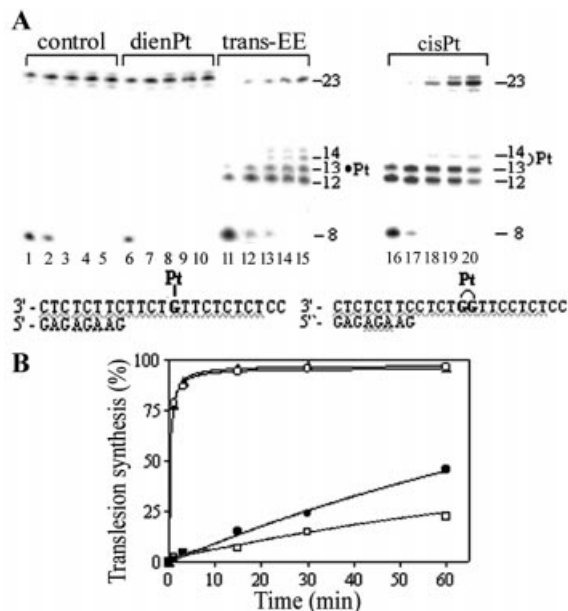 A
control dienPt trans-EE cisPt
23 23
14 14
13 Pt 13 Pt
12 12
8 8
1 2 3 4 5 6 7 8 9 10 11 12 13 14 15 16 17 18 19 20
Pt Pt
3'- CTCTCTTCTTCTGTTCTCTCTCC 3'- CTCTCTTCCTCTGGTTCCTCTCC
5'- GAGAGAAG 5'- GAGAGAAG
B
Translesion synthesis (%)
100
75
50
25
0
0 10 20 30 40 50 60
Time (min)